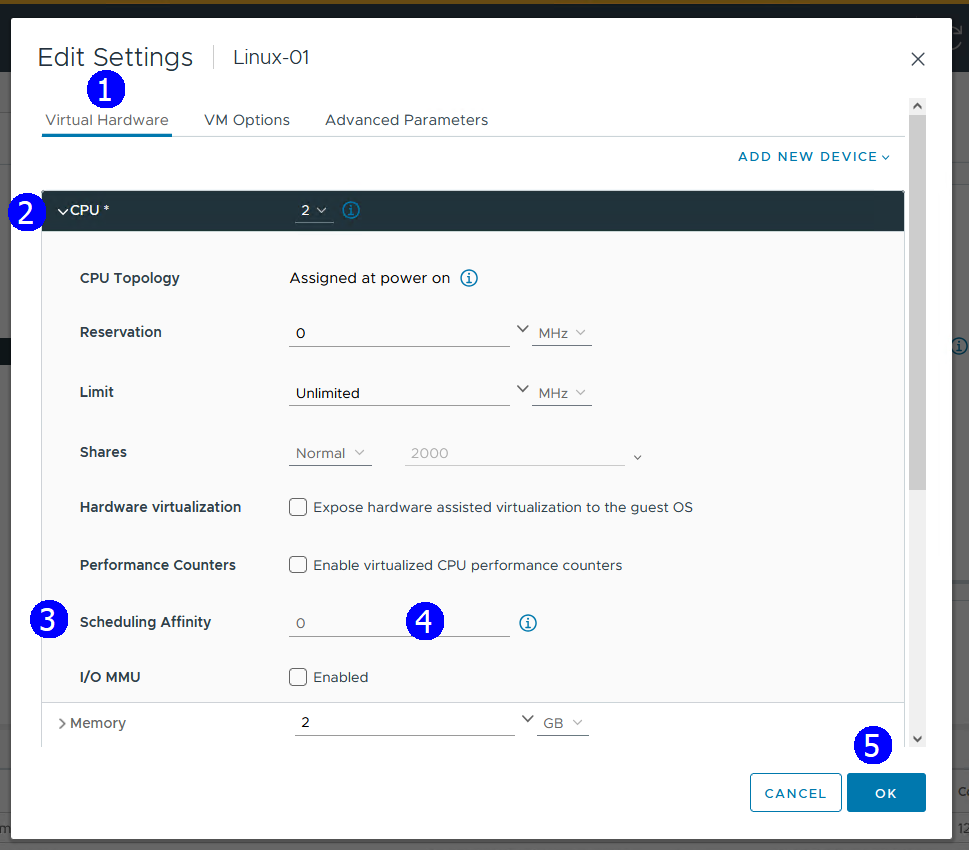 Edit Settings | Linux-01
1
Virtual Hardware VM Options Advanced Parameters
ADD NEW DEVICE
2 CPU * 2
CPU Topology Assigned at power on
Reservation 0 MHz
Limit Unlimited MHz
Shares Normal 2000
Hardware virtualization Expose hardware assisted virtualization to the guest OS
Performance Counters Enable virtualized CPU performance counters
3 Scheduling Affinity 0 4
I/O MMU Enabled
Memory 2 GB
5
CANCEL OK